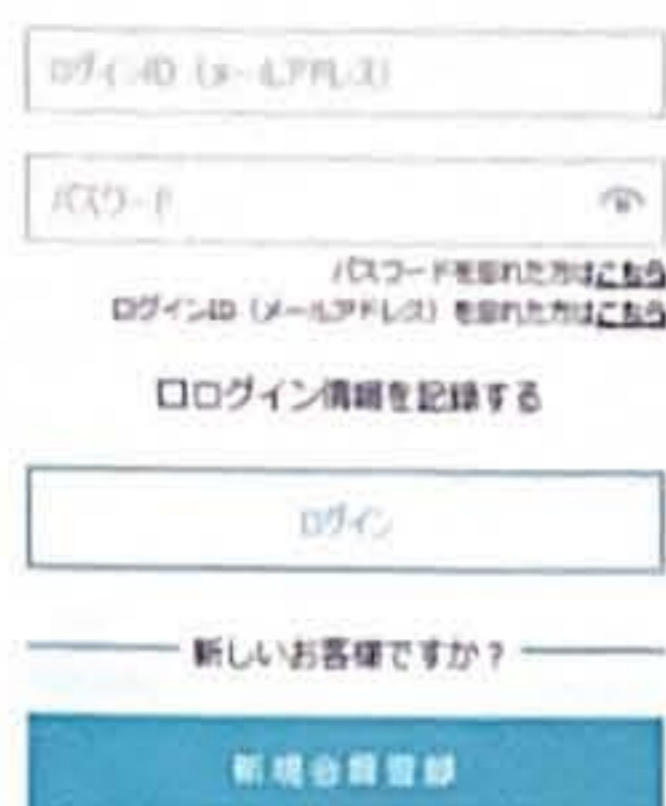 ログインID（メールアドレス）
パスワード
パスワードを忘れた方はこちら
ログインID（メールアドレス）を忘れた方はこちら
ログイン情報を記録する
ログイン
新しいお客様ですか？
新規会員登録